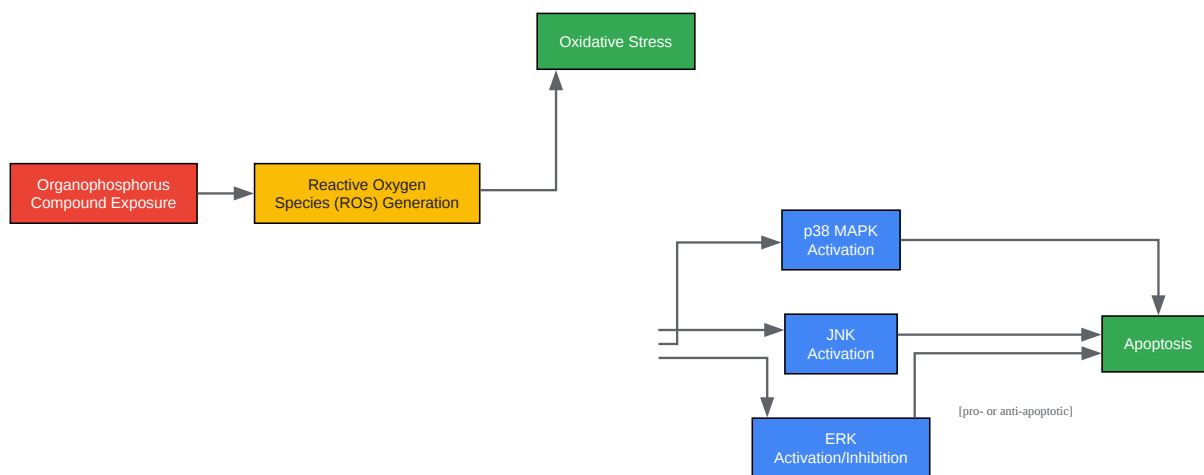 Oxidative Stress
Organophosphorus
Compound Exposure
Reactive Oxygen
Species (ROS) Generation
p38 MAPK
Activation
JNK
Activation
Apoptosis
[pro- or anti-apoptotic]
ERK
Activation/Inhibition